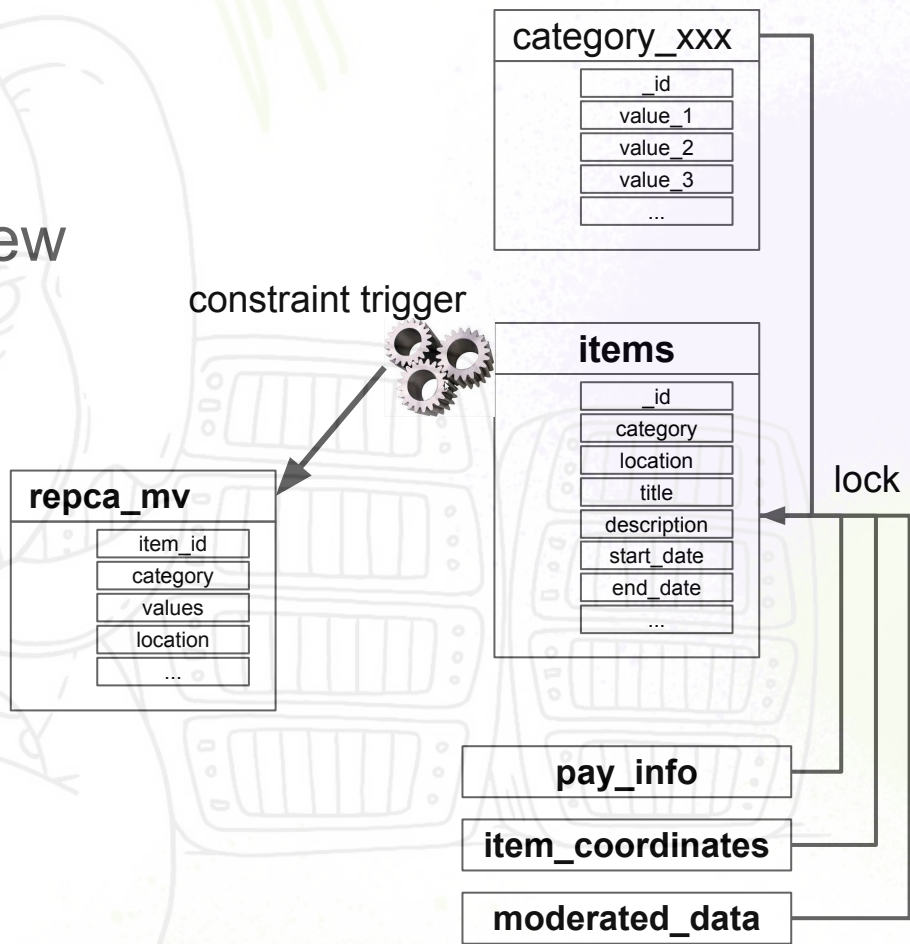 category_xxx
_id
value_1
value_2
value_3
...
ew
constraint trigger
items
_id
category
location
title
description
start_date
end_date
...
lock
repca_mv
item_id
category
values
location
...
pay_info
item_coordinates
moderated_data